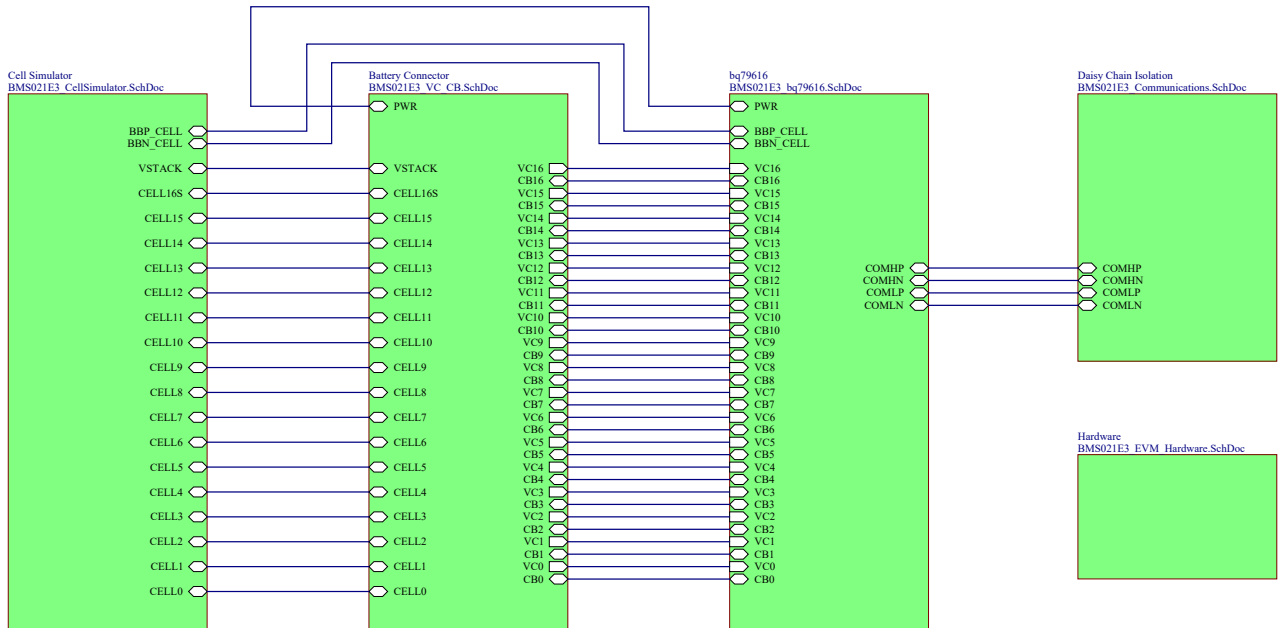 Cell Simulator
BMS021E3_CellSimulator.SchDoc
BBP_CELL
BBN_CELL
VSTACK
CELL16S
CELL15
CELL14
CELL13
CELL12
CELL11
CELL10
CELL9
CELL8
CELL7
CELL6
CELL5
CELL4
CELL3
CELL2
CELL1
CELL0
Battery Connector
BMS021E3_VC_CB.SchDoc
PWR
VSTACK
CELL16S
CELL15
CELL14
CELL13
CELL12
CELL11
CELL10
CELL9
CELL8
CELL7
CELL6
CELL5
CELL4
CELL3
CELL2
CELL1
CELL0
VC16
CB16
VC15
CB15
VC14
CB14
VC13
CB13
VC12
CB12
VC11
CB11
VC10
CB10
VC9
CB9
VC8
CB8
VC7
CB7
VC6
CB6
VC5
CB5
VC4
CB4
VC3
CB3
VC2
CB2
VC1
CB1
VC0
CB0
bq79616
BMS021E3_bq79616.SchDoc
PWR
BBP_CELL
BBN_CELL
VC16
CB16
VC15
CB15
VC14
CB14
VC13
CB13
VC12
CB12
VC11
CB11
VC10
CB10
VC9
CB9
VC8
CB8
VC7
CB7
VC6
CB6
VC5
CB5
VC4
CB4
VC3
CB3
VC2
CB2
VC1
CB1
VC0
CB0
COMHP
COMHN
COMLP
COMLN
Daisy Chain Isolation
BMS021E3_Communications.SchDoc
COMHP
COMHN
COMLP
COMLN
Hardware
BMS021E3_EVM_Hardware.SchDoc